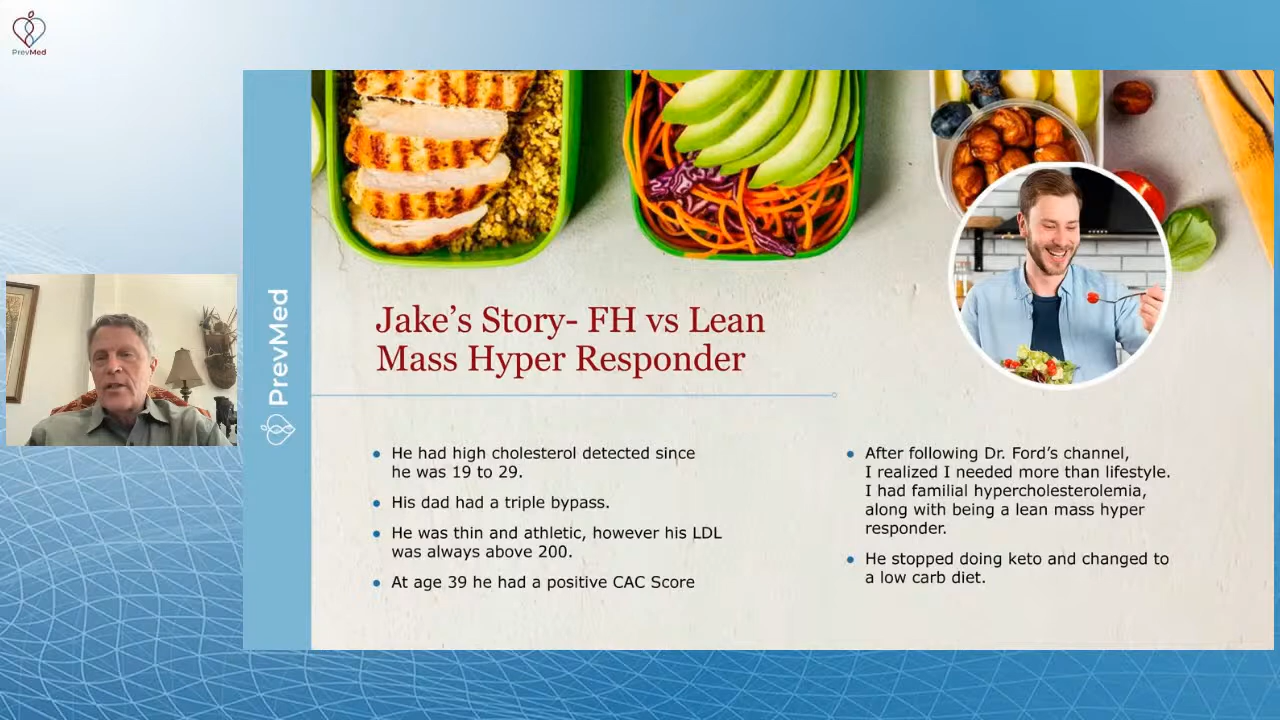 PrevMed
PrevMed
Jake's Story- FH vs Lean
Mass Hyper Responder
He had high cholesterol detected since
he was 19 to 29.
His dad had a triple bypass.
He was thin and athletic, however his LDL
was always above 200.
At age 39 he had a positive CAC Score
After following Dr. Ford's channel,
I realized I needed more than lifestyle.
I had familial hypercholesterolemia,
along with being a lean mass hyper
responder.
He stopped doing keto and changed to
a low carb diet.